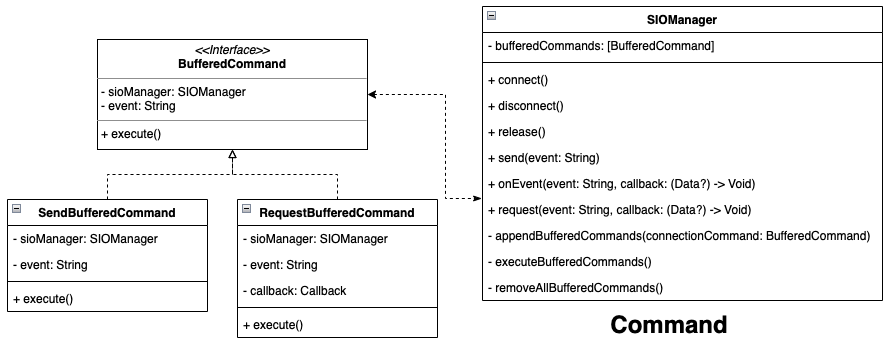 <<Interface>>
BufferedCommand
- sioManager: SIOManager
- event: String
+ execute()
SendBufferedCommand
- sioManager: SIOManager
- event: String
+ execute()
RequestBufferedCommand
- sioManager: SIOManager
- event: String
- callback: Callback
+ execute()
SIOManager
- bufferedCommands: [BufferedCommand]
+ connect()
+ disconnect()
+ release()
+ send(event: String)
+ onEvent(event: String, callback: (Data?) -> Void)
+ request(event: String, callback: (Data?) -> Void)
- appendBufferedCommands(connectionCommand: BufferedCommand)
- executeBufferedCommands()
- removeAllBufferedCommands()
Command